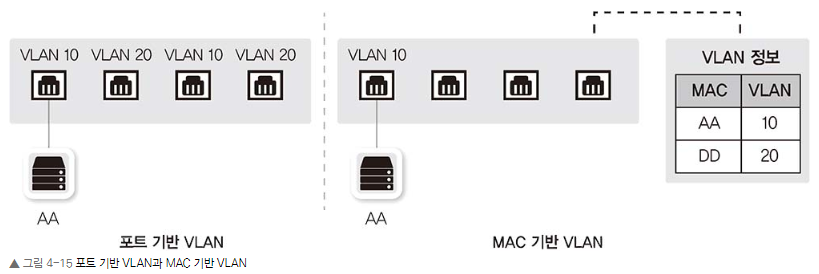 VLAN 10 VLAN 20 VLAN 10 VLAN 20
AA
포트 기반 VLAN
VLAN 10
AA
MAC 기반 VLAN
VLAN 정보
MAC VLAN
AA 10
DD 20
▲ 그림 4-15 포트 기반 VLAN과 MAC 기반 VLAN